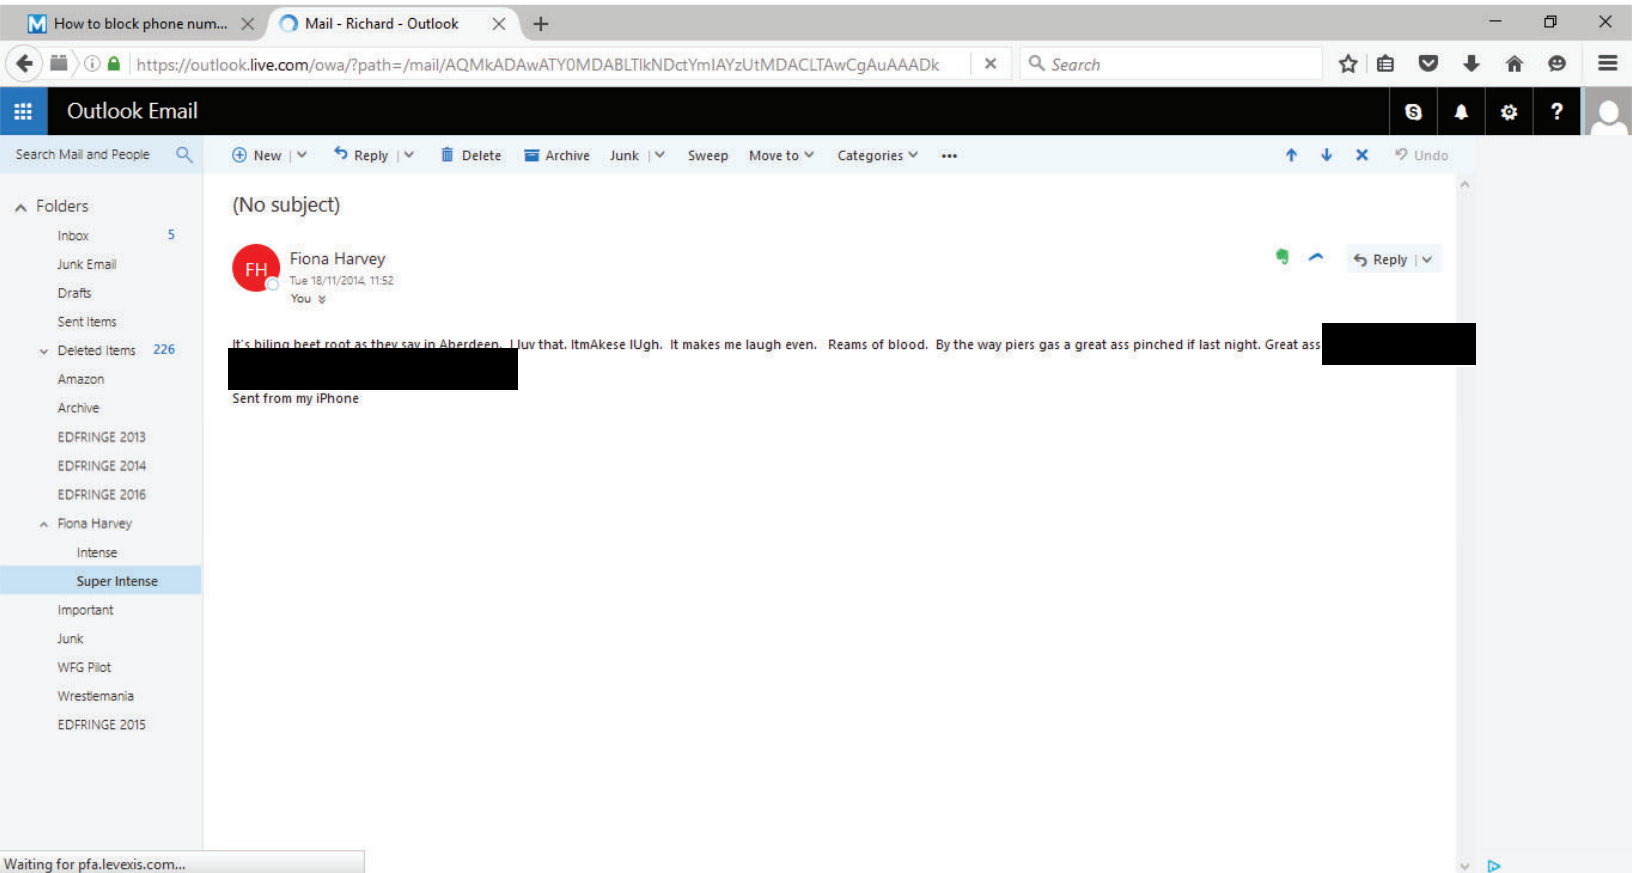 How to block phone num...
Mail - Richard - Outlook
https://outlook.live.com/owa/?path=/mail/AQMkADAwATY0MDABLTlkNDctYmIAYzUtMDACLTAwCgAuAAADk
Search
Outlook Email
Search Mail and People
New Reply Delete Archive Junk Sweep Move to Categories ... Undo
Folders
Inbox 5
Junk Email
Drafts
Sent Items
Deleted Items 226
Amazon
Archive
EDFRINGE 2013
EDFRINGE 2014
EDFRINGE 2016
Fiona Harvey
Intense
Super Intense
Important
Junk
WFG Pilot
Wrestlemania
EDFRINGE 2015
(No subject)
FH
Fiona Harvey
Tue 18/11/2014, 11:52
You
Reply
It's biling beet root as they say in Aberdeen. I luv that. ItmAkese lUgh. It makes me laugh even. Reams of blood. By the way piers gas a great ass pinched if last night. Great ass
Sent from my iPhone
Waiting for pfa.levexis.com...